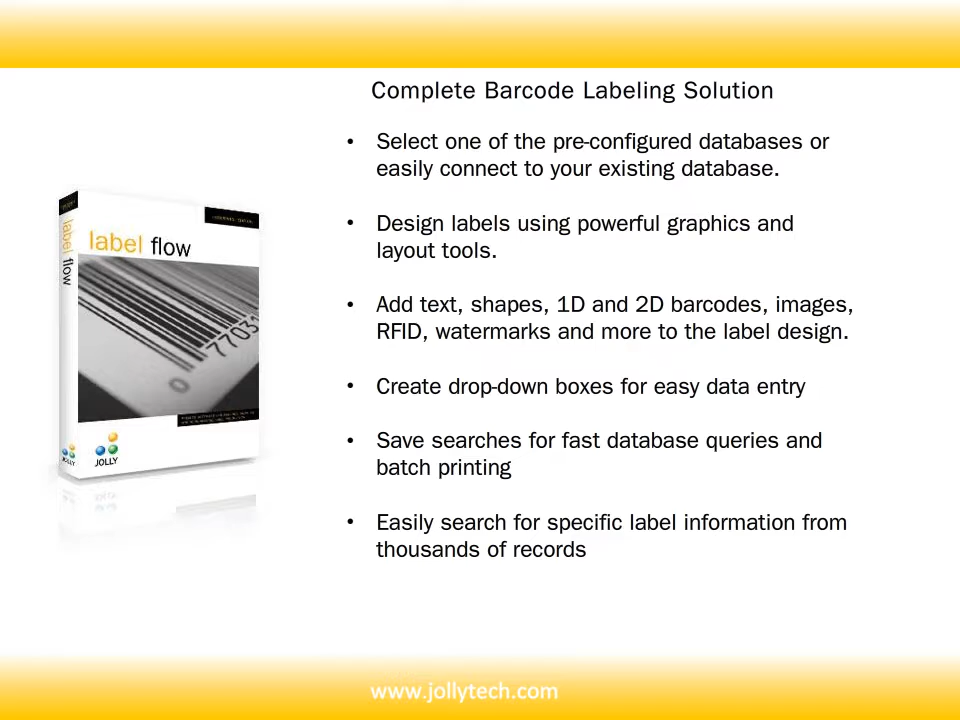 Complete Barcode Labeling Solution
• Select one of the pre-configured databases or
easily connect to your existing database.
• Design labels using powerful graphics and
layout tools.
• Add text, shapes, 1D and 2D barcodes, images,
RFID, watermarks and more to the label design.
• Create drop-down boxes for easy data entry
• Save searches for fast database queries and
batch printing
• Easily search for specific label information from
thousands of records
label flow
label flow
77031
0
JOLLY
JOLLY
www.jollytech.com